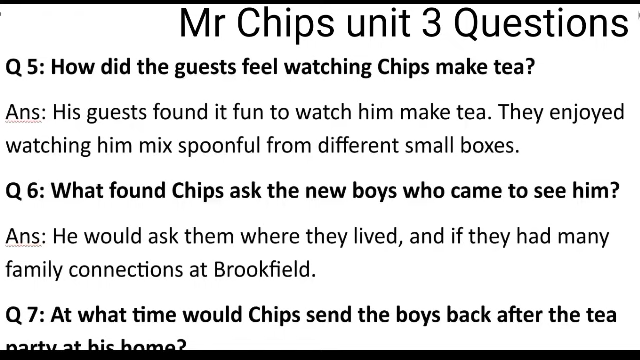 Mr Chips unit 3 Questions
Q 5: How did the guests feel watching Chips make tea?
Ans: His guests found it fun to watch him make tea. They enjoyed
watching him mix spoonful from different small boxes.
Q 6: What found Chips ask the new boys who came to see him?
Ans: He would ask them where they lived, and if they had many
family connections at Brookfield.
Q 7: At what time would Chips send the boys back after the tea
party at his home?